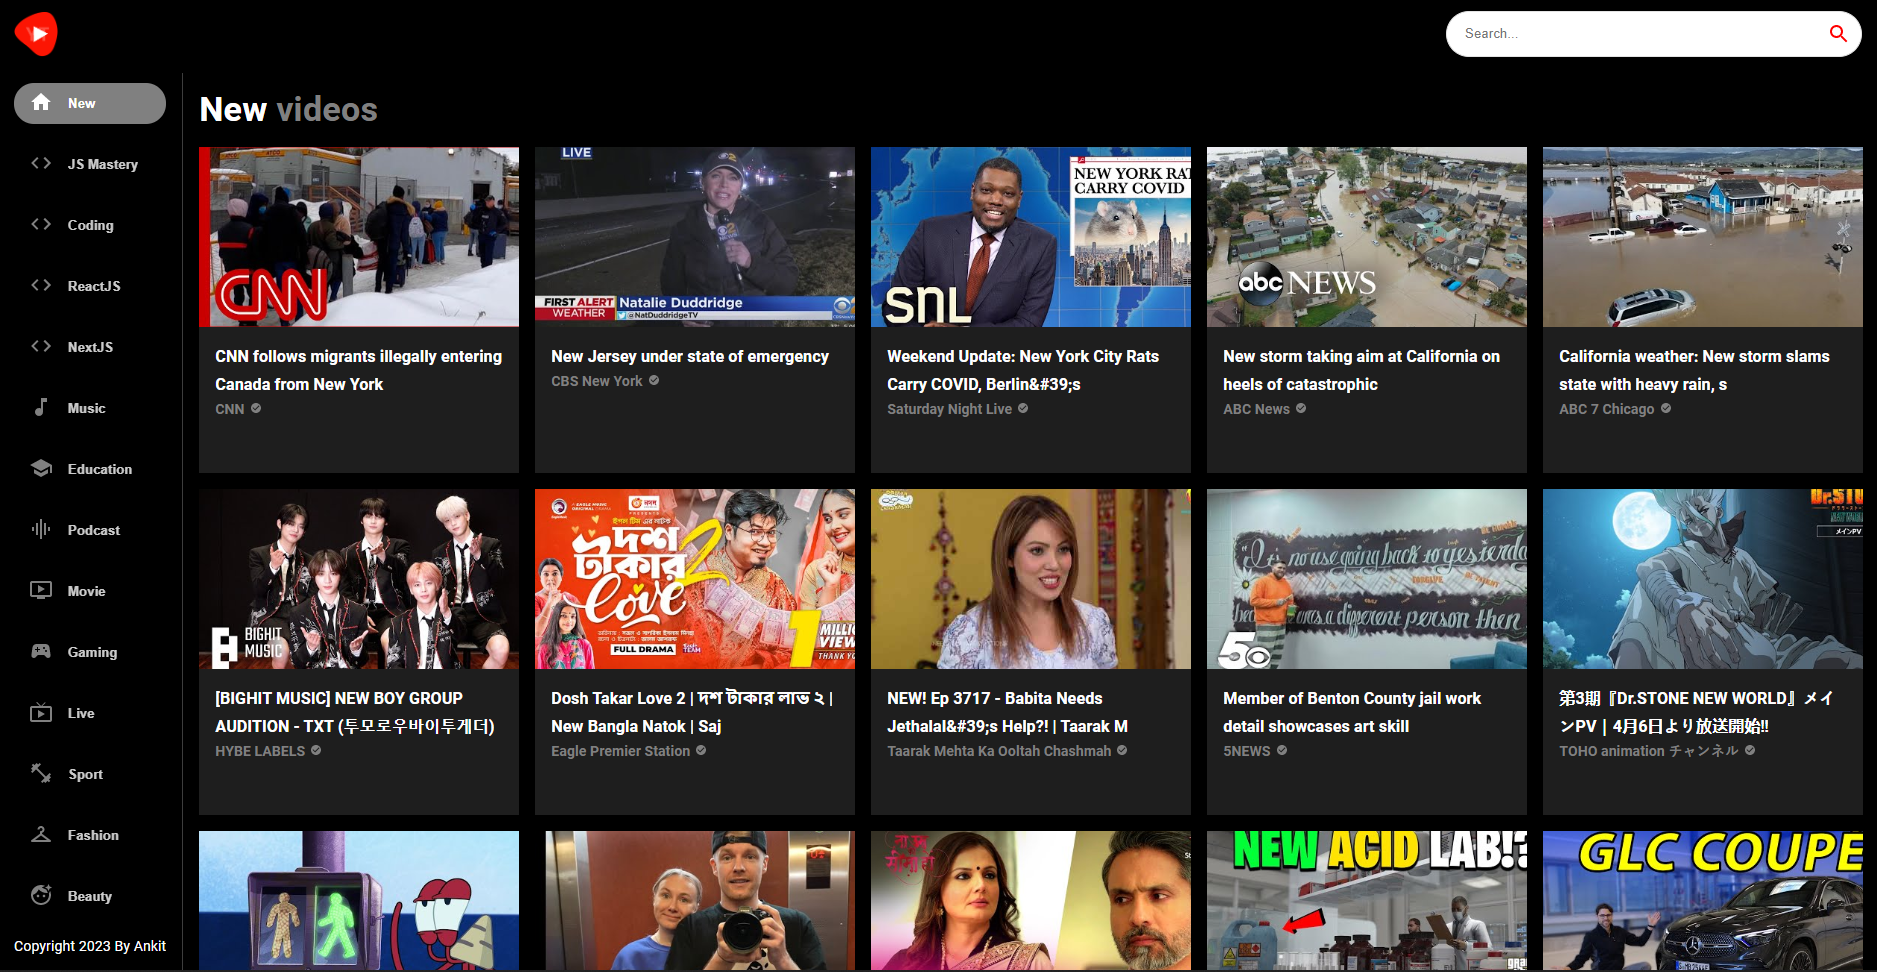 Search...
New
JS Mastery
Coding
ReactJS
NextJS
Music
Education
Podcast
Movie
Gaming
Live
Sport
Fashion
Beauty
Copyright 2023 By Ankit
New videos
CNN
CNN follows migrants illegally entering
Canada from New York
CNN
LIVE
FIRST ALERT
WEATHER
Natalie Duddridge
@NatDuddridgeTV
New Jersey under state of emergency
CBS New York
NEW YORK RAT
CARRY COVID
SNL
Weekend Update: New York City Rats
Carry COVID, Berlin&#39;s
Saturday Night Live
abc NEWS
New storm taking aim at California on
heels of catastrophic
ABC News
California weather: New storm slams
state with heavy rain, s
ABC 7 Chicago
BIGHIT
MUSIC
[BIGHIT MUSIC] NEW BOY GROUP
AUDITION - TXT (투모로우바이투게더)
HYBE LABELS
দশ
টাকার 2
Love
FULL DRAMA
1 MILLIO
VIEW
THANK YO
Dosh Takar Love 2 | দশ টাকার লাভ ২ |
New Bangla Natok | Saj
Eagle Premier Station
NEW! Ep 3717 - Babita Needs
Jethalal&#39;s Help?! | Taarak M
Taarak Mehta Ka Ooltah Chashmah
It's no use going back to yesterda
was a different person then
5
Member of Benton County jail work
detail showcases art skill
5NEWS
Dr.STO
メインPV
第3期『Dr.STONE NEW WORLD』メイ
ンPV｜4月6日より放送開始!!
TOHO animation チャンネル
NEW ACID LAB!?
GLC COUPE